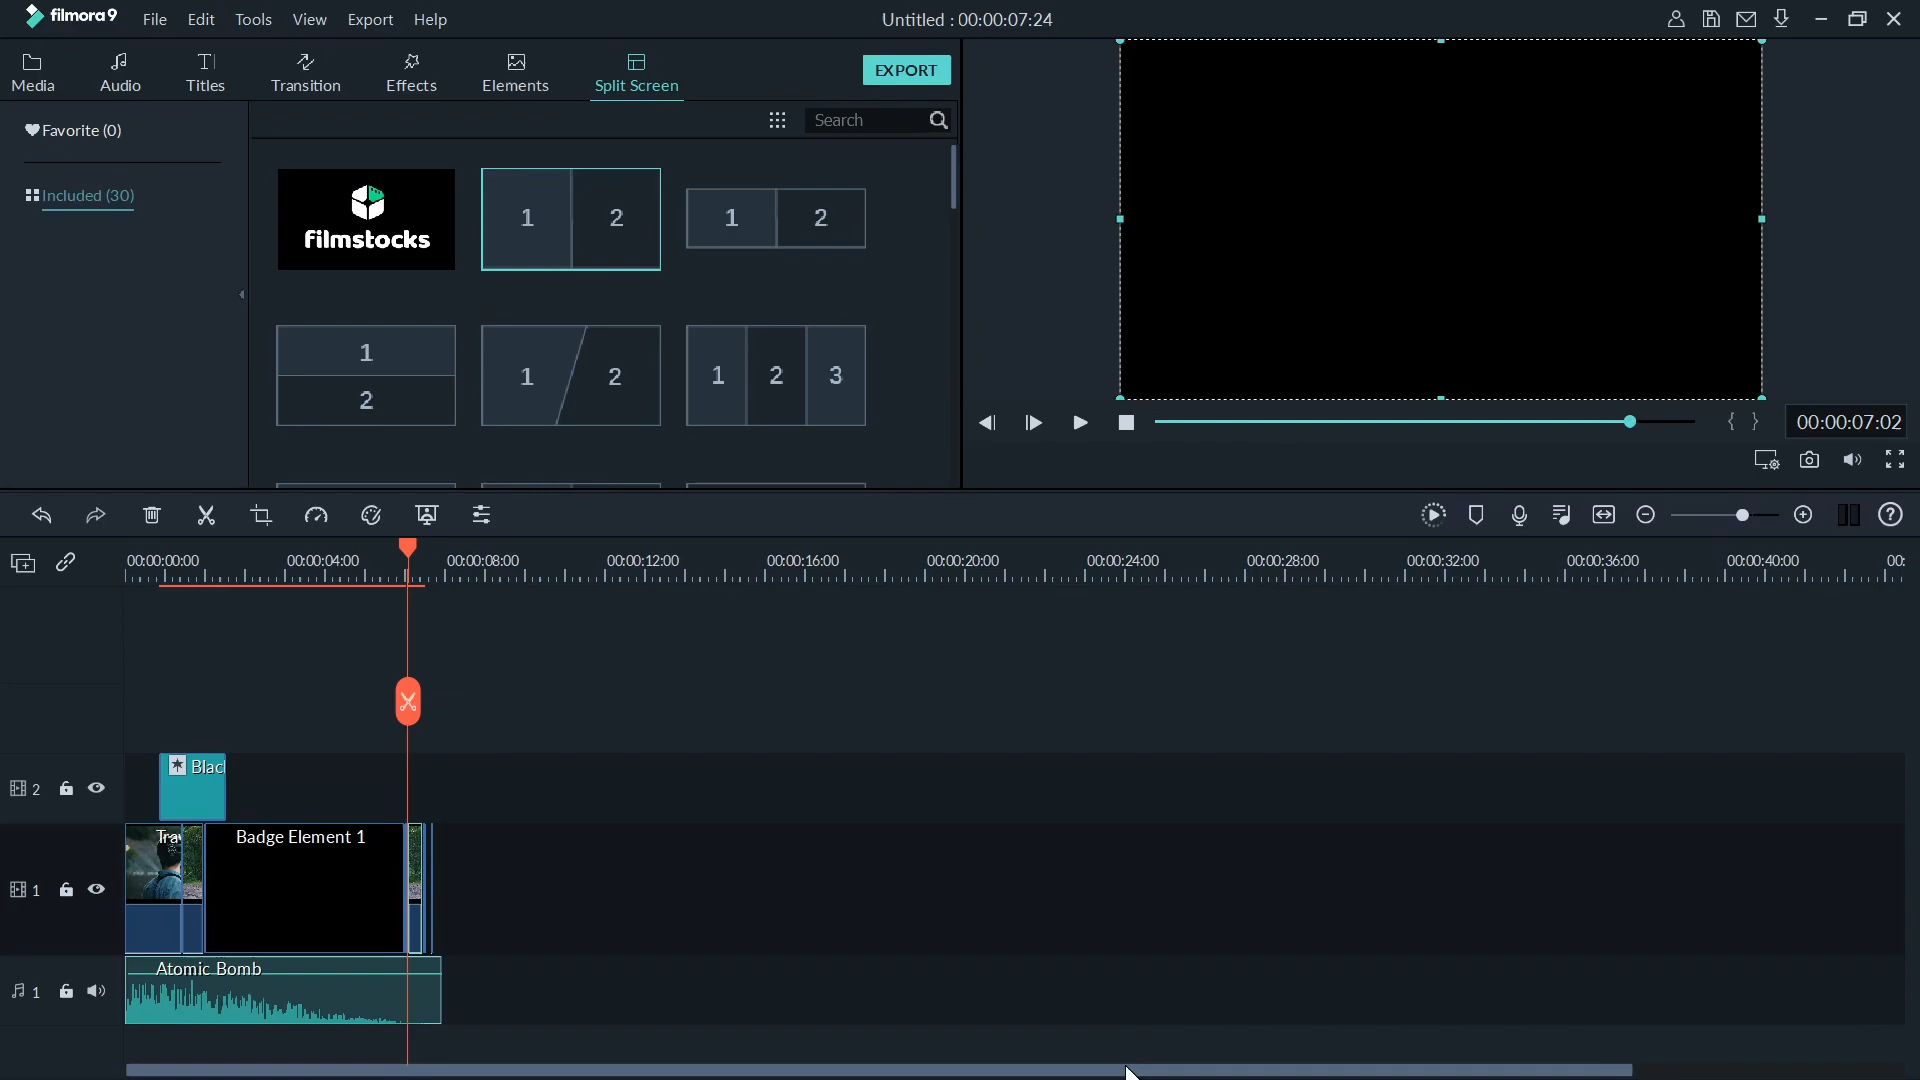 filmora9 File Edit Tools View Export Help Untitled : 00:00:07:24
Media Audio Titles Transition Effects Elements Split Screen EXPORT
Favorite (0) Search
Included (30)
filmstocks
1 2
1 2
1
2
1 2
1 2 3
00:00:07:02
00:00:00:00 00:00:04:00 00:00:08:00 00:00:12:00 00:00:16:00 00:00:20:00 00:00:24:00 00:00:28:00 00:00:32:00 00:00:36:00 00:00:40:00 00:
2 Blac
1 Tra Badge Element 1
1 Atomic Bomb